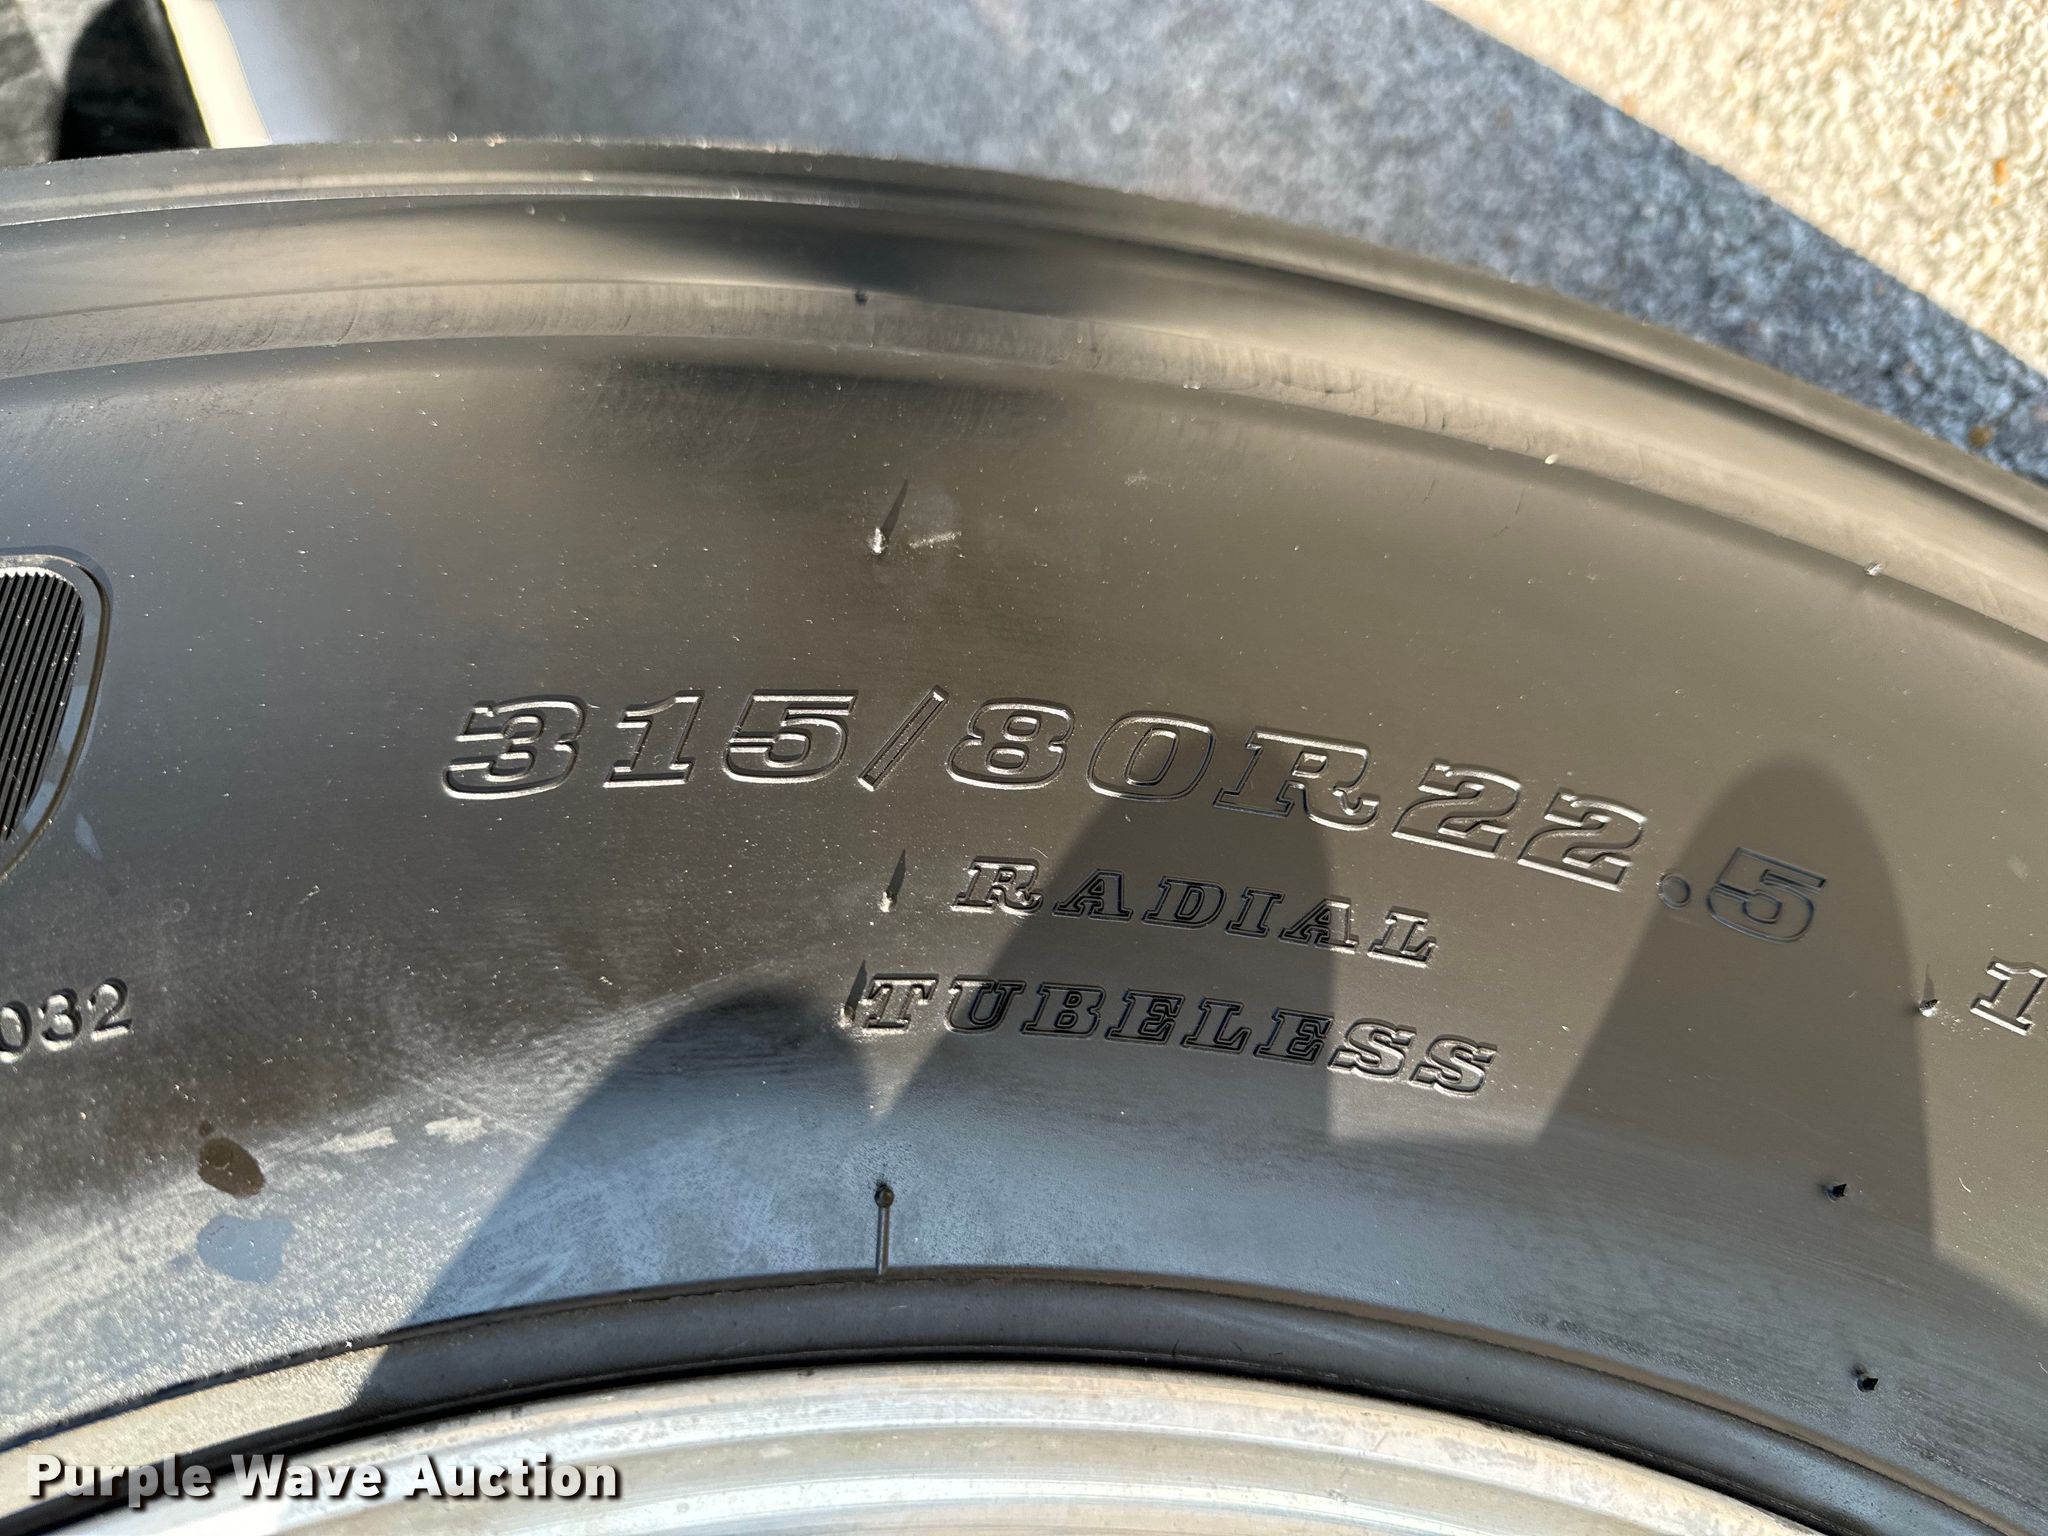 315/80R22.5
RADIAL
TUBELESS
032
Purple Wave Auction